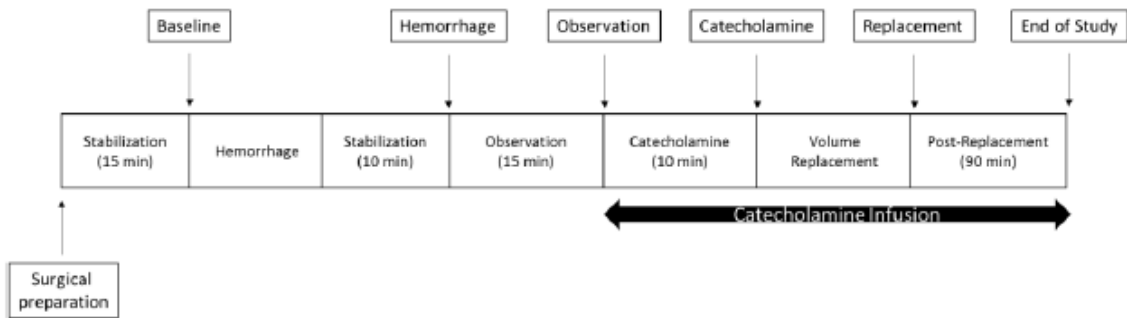 Baseline
Hemorrhage
Observation
Catecholamine
Replacement
End of Study
Stabilization
(15 min)
Hemorrhage
Stabilization
(10 min)
Observation
(15 min)
Catecholamine
(10 min)
Volume
Replacement
Post-Replacement
(90 min)
Catecholamine Infusion
Surgical
preparation